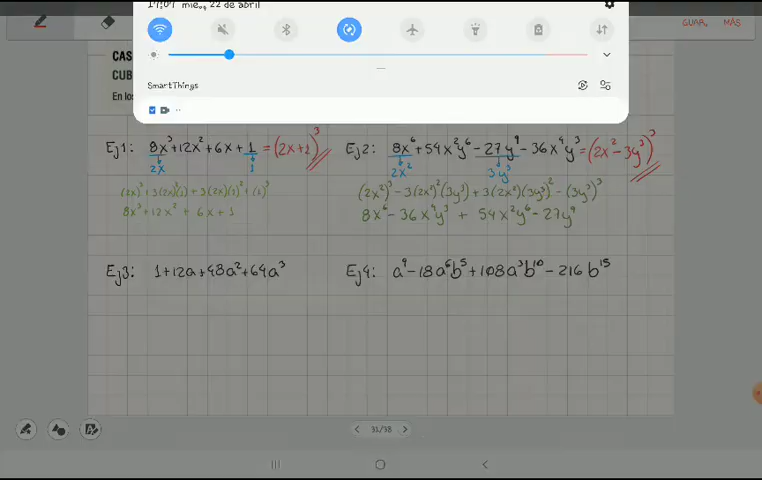 17:07 mié., 22 de abril
GUAR. MÁS
SmartThings
CAS
CUB
En los
Ej1: 8x³+12x²+6x+1=(2x+1)³
2x 1
(2x)³+3(2x)²(1)+3(2x)(1)²+(1)³
8x³+12x²+6x+1
Ej2: 8x⁶+54x²y⁶-27y⁹-36x⁴y³=(2x²-3y³)³
2x² 3y³
(2x²)³-3(2x²)²(3y³)+3(2x²)(3y³)²-(3y³)³
8x⁶-36x⁴y³+54x²y⁶-27y⁹
Ej3: 1+12a+48a²+64a³
Ej4: a⁹-18a⁶b⁵+108a³b¹⁰-216b¹⁵
31/38